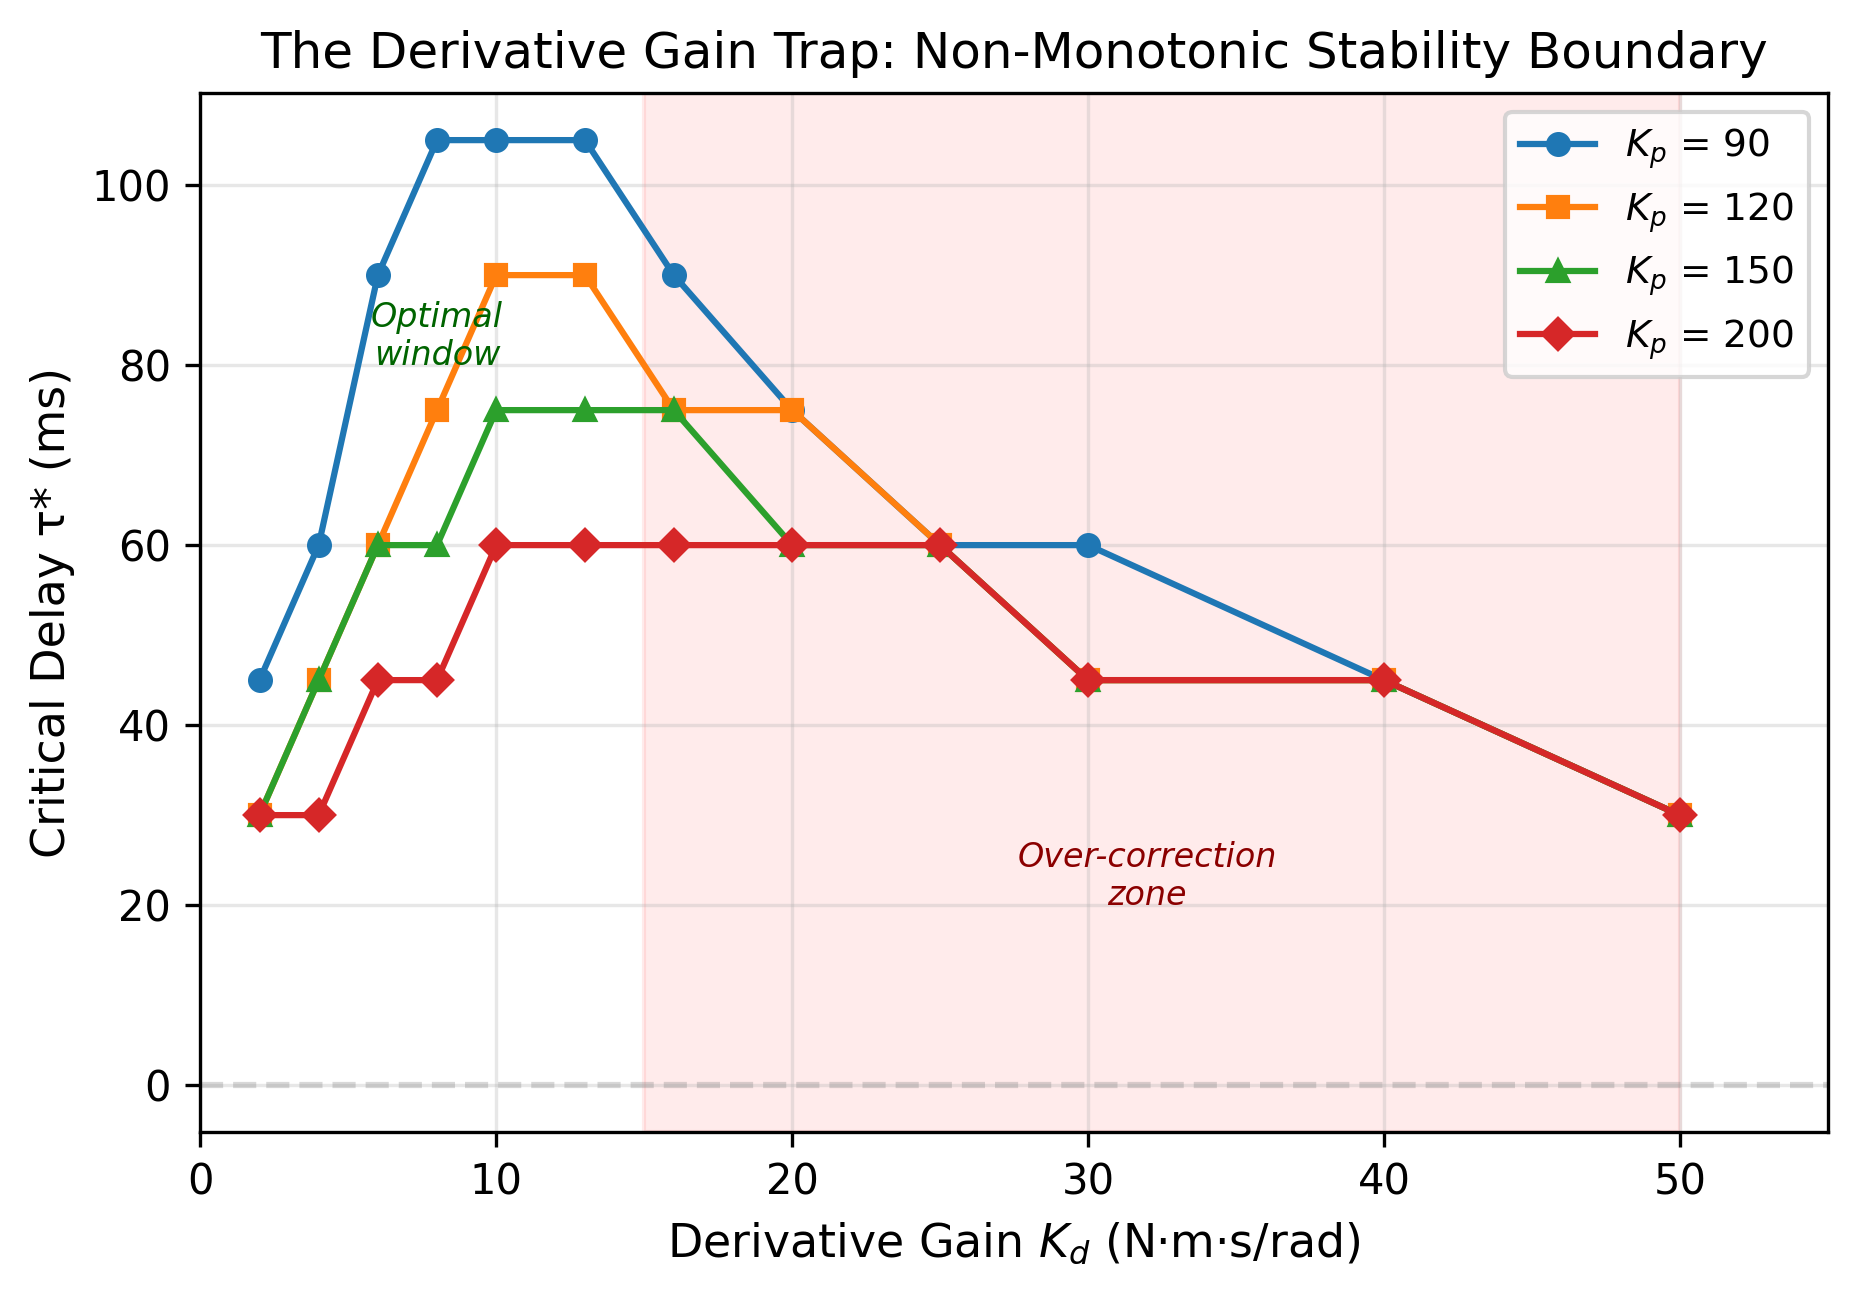 The Derivative Gain Trap: Non-Monotonic Stability Boundary
Critical Delay τ* (ms)
100
80
60
40
20
0
Optimal
window
Over-correction
zone
Kp = 90
Kp = 120
Kp = 150
Kp = 200
0 10 20 30 40 50
Derivative Gain Kd (N·m·s/rad)